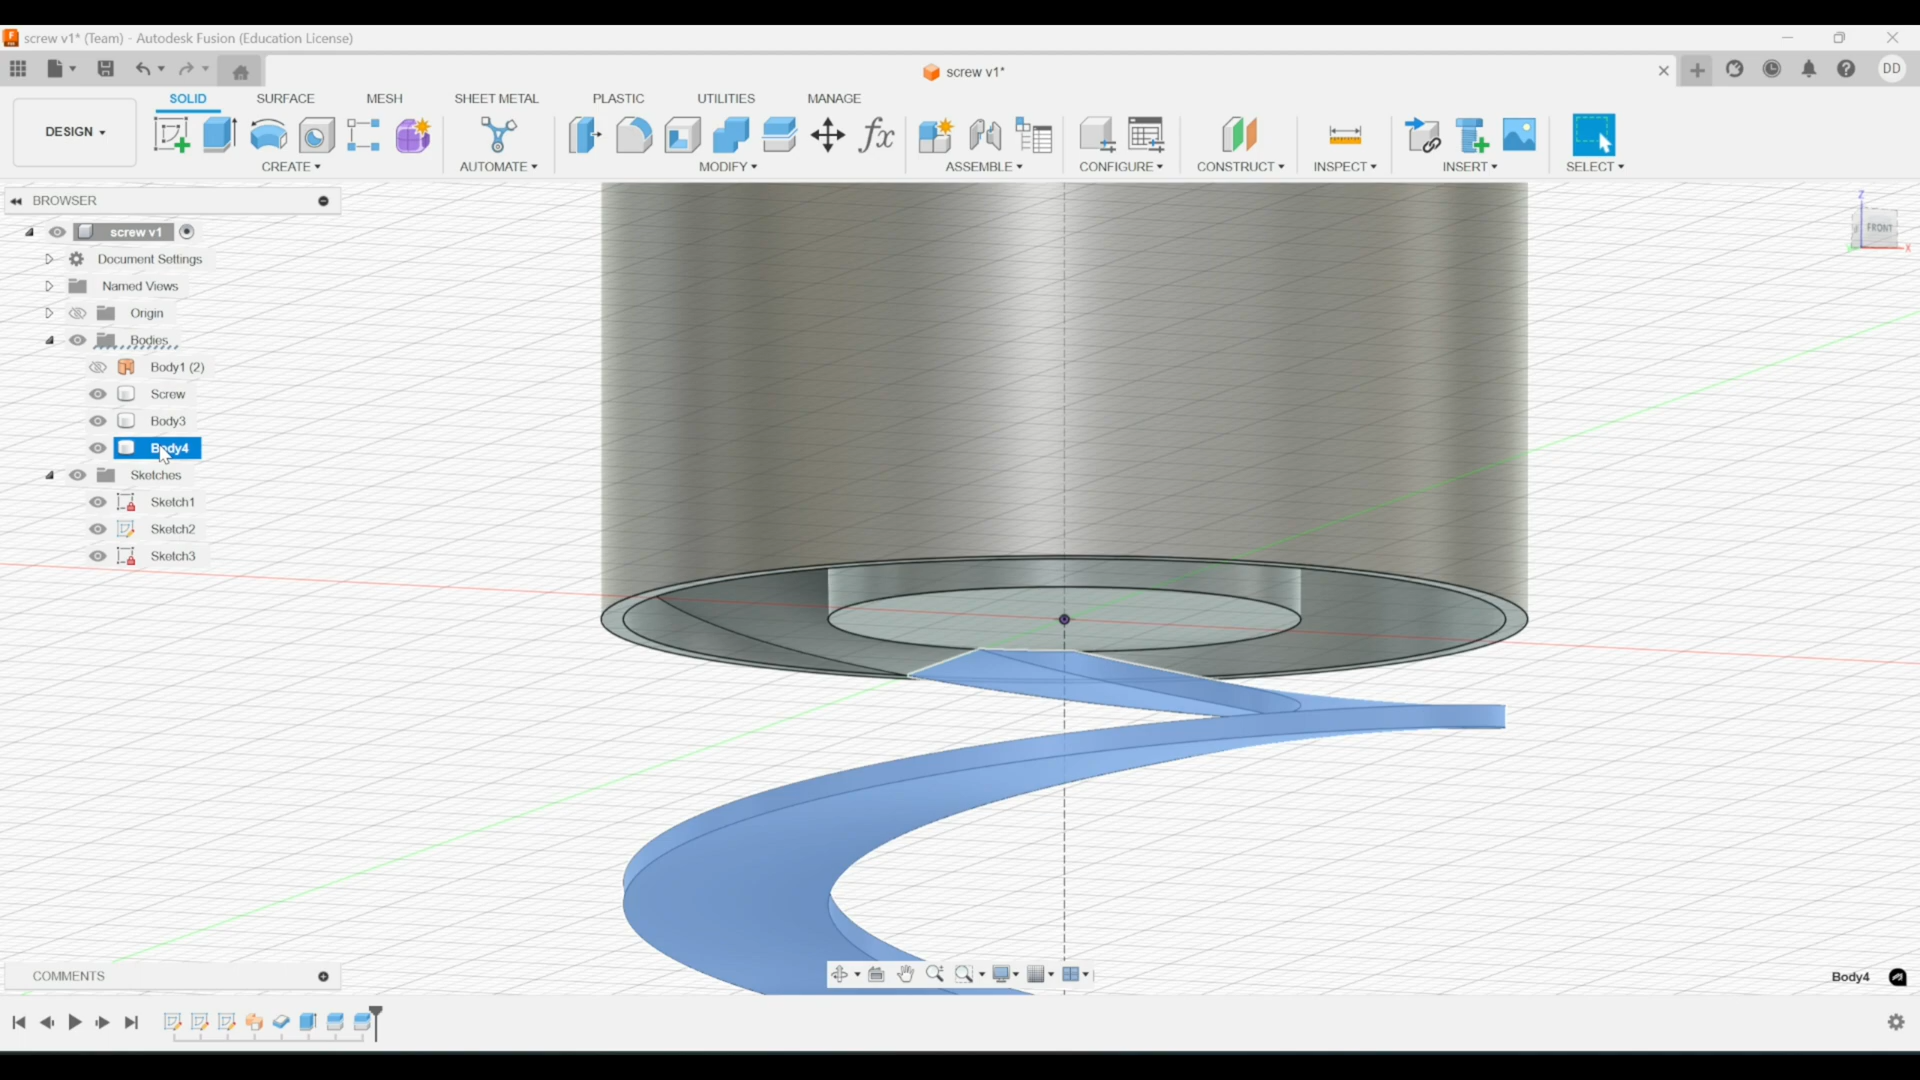 screw v1* (Team) - Autodesk Fusion (Education License)
screw v1*
DD
SOLID SURFACE MESH SHEET METAL PLASTIC UTILITIES MANAGE
DESIGN
CREATE AUTOMATE MODIFY ASSEMBLE CONFIGURE CONSTRUCT INSPECT INSERT SELECT
BROWSER
screw v1
Document Settings
Named Views
Origin
Bodies
Body1 (2)
Screw
Body3
Body4
Sketches
Sketch1
Sketch2
Sketch3
Z
FRONT
X
COMMENTS
Body4